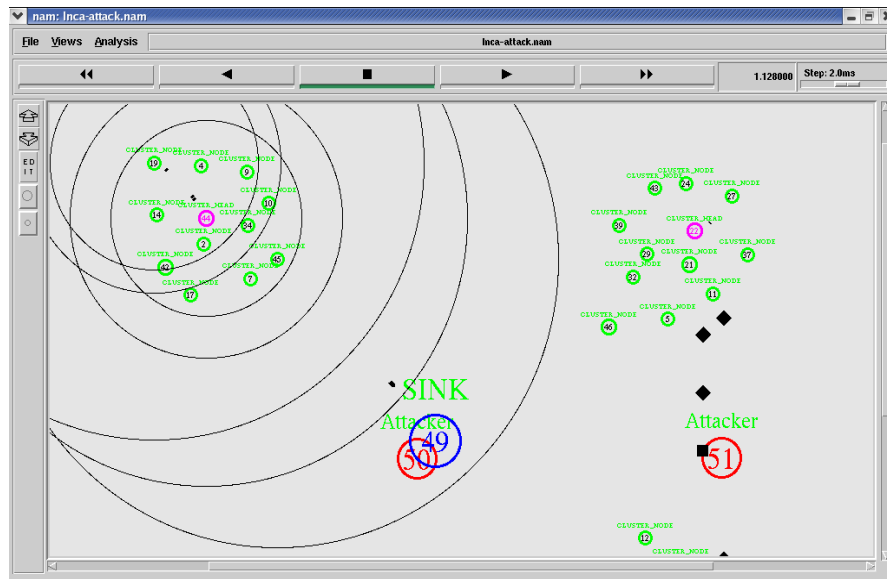 nam: lnca-attack.nam
File Views Analysis
lnca-attack.nam
1.128000
Step: 2.0ms
ED
IT
CLUSTER_NODE
19
CLUSTER_NODE
4
CLUSTER_NODE
9
CLUSTER_NODE
10
CLUSTER_NODE
14
CLUSTER_HEAD
44
CLUSTER_NODE
34
CLUSTER_NODE
2
CLUSTER_NODE
45
CLUSTER_NODE
42
CLUSTER_NODE
7
CLUSTER_NODE
17
CLUSTER_NODE
43
CLUSTER_NODE
24
CLUSTER_NODE
27
CLUSTER_NODE
39
CLUSTER_HEAD
22
CLUSTER_NODE
29
CLUSTER_NODE
21
CLUSTER_NODE
37
CLUSTER_NODE
32
CLUSTER_NODE
11
CLUSTER_NODE
46
CLUSTER_NODE
5
SINK
Attacker
49
50
Attacker
51
CLUSTER_NODE
12
CLUSTER_NODE